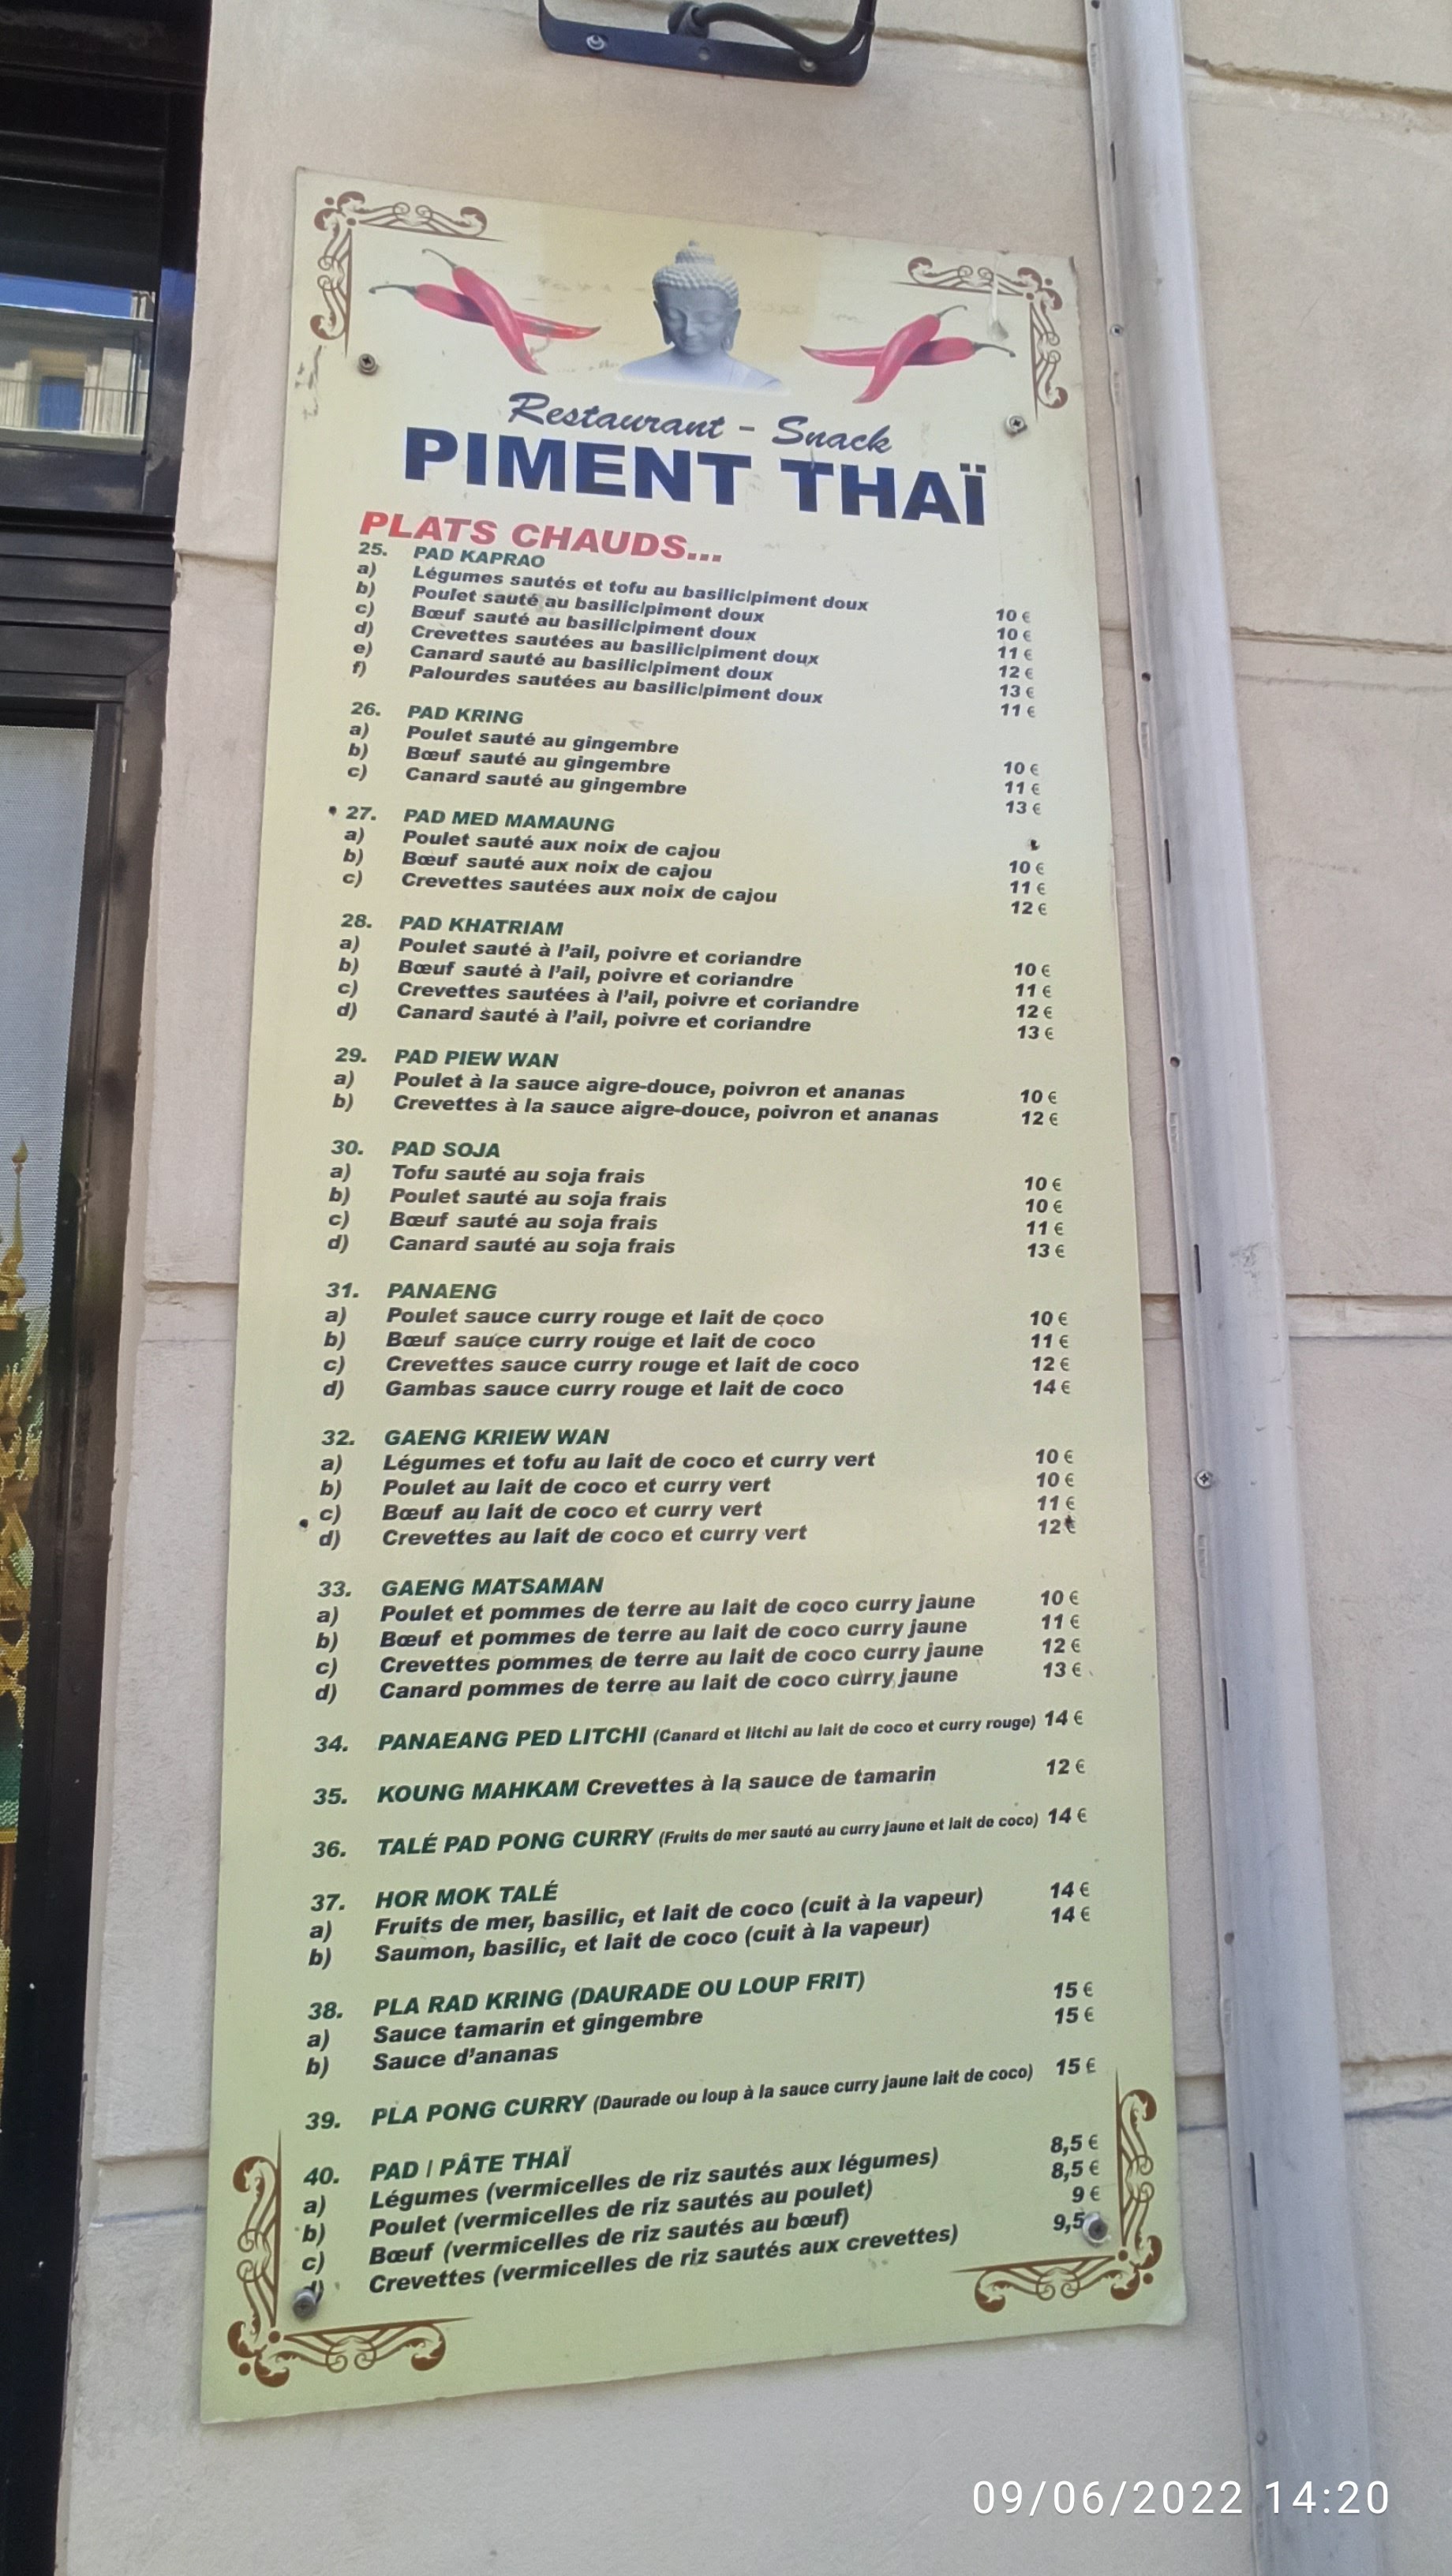 Restaurant - Snack
PIMENT THAÏ
PLATS CHAUDS...
25. PAD KAPRAO
a) Légumes sautés et tofu au basilic/piment doux 10 €
b) Poulet sauté au basilic/piment doux 10 €
c) Bœuf sauté au basilic/piment doux 11 €
d) Crevettes sautées au basilic/piment doux 12 €
e) Canard sauté au basilic/piment doux 13 €
f) Palourdes sautées au basilic/piment doux 11 €
26. PAD KRING
a) Poulet sauté au gingembre 10 €
b) Bœuf sauté au gingembre 11 €
c) Canard sauté au gingembre 13 €
27. PAD MED MAMAUNG
a) Poulet sauté aux noix de cajou 10 €
b) Bœuf sauté aux noix de cajou 11 €
c) Crevettes sautées aux noix de cajou 12 €
28. PAD KHATRIAM
a) Poulet sauté à l'ail, poivre et coriandre 10 €
b) Bœuf sauté à l'ail, poivre et coriandre 11 €
c) Crevettes sautées à l'ail, poivre et coriandre 12 €
d) Canard sauté à l'ail, poivre et coriandre 13 €
29. PAD PIEW WAN
a) Poulet à la sauce aigre-douce, poivron et ananas 10 €
b) Crevettes à la sauce aigre-douce, poivron et ananas 12 €
30. PAD SOJA
a) Tofu sauté au soja frais 10 €
b) Poulet sauté au soja frais 10 €
c) Bœuf sauté au soja frais 11 €
d) Canard sauté au soja frais 13 €
31. PANAENG
a) Poulet sauce curry rouge et lait de coco 10 €
b) Bœuf sauce curry rouge et lait de coco 11 €
c) Crevettes sauce curry rouge et lait de coco 12 €
d) Gambas sauce curry rouge et lait de coco 14 €
32. GAENG KRIEW WAN
a) Légumes et tofu au lait de coco et curry vert 10 €
b) Poulet au lait de coco et curry vert 10 €
c) Bœuf au lait de coco et curry vert 11 €
d) Crevettes au lait de coco et curry vert 12 €
33. GAENG MATSAMAN
a) Poulet et pommes de terre au lait de coco curry jaune 10 €
b) Bœuf et pommes de terre au lait de coco curry jaune 11 €
c) Crevettes pommes de terre au lait de coco curry jaune 12 €
d) Canard pommes de terre au lait de coco curry jaune 13 €
34. PANAEANG PED LITCHI (Canard et litchi au lait de coco et curry rouge) 14 €
35. KOUNG MAHKAM Crevettes à la sauce de tamarin 12 €
36. TALÉ PAD PONG CURRY (Fruits de mer sauté au curry jaune et lait de coco) 14 €
37. HOR MOK TALÉ
a) Fruits de mer, basilic, et lait de coco (cuit à la vapeur) 14 €
b) Saumon, basilic, et lait de coco (cuit à la vapeur) 14 €
38. PLA RAD KRING (DAURADE OU LOUP FRIT)
a) Sauce tamarin et gingembre 15 €
b) Sauce d'ananas 15 €
39. PLA PONG CURRY (Daurade ou loup à la sauce curry jaune lait de coco) 15 €
40. PAD / PÂTE THAÏ
a) Légumes (vermicelles de riz sautés aux légumes) 8,5 €
b) Poulet (vermicelles de riz sautés au poulet) 8,5 €
c) Bœuf (vermicelles de riz sautés au bœuf) 9 €
d) Crevettes (vermicelles de riz sautés aux crevettes) 9,5
09/06/2022 14:20